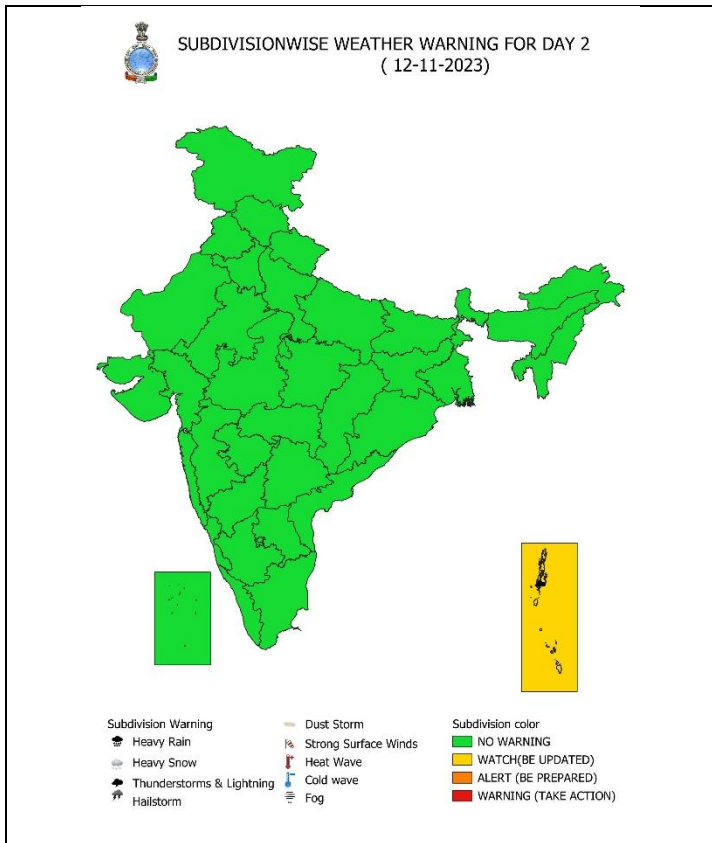 SUBDIVISIONWISE WEATHER WARNING FOR DAY 2
( 12-11-2023)
Subdivision Warning
Heavy Rain
Heavy Snow
Thunderstorms & Lightning
Hailstorm
Dust Storm
Strong Surface Winds
Heat Wave
Cold wave
Fog
Subdivision color
NO WARNING
WATCH(BE UPDATED)
ALERT (BE PREPARED)
WARNING (TAKE ACTION)